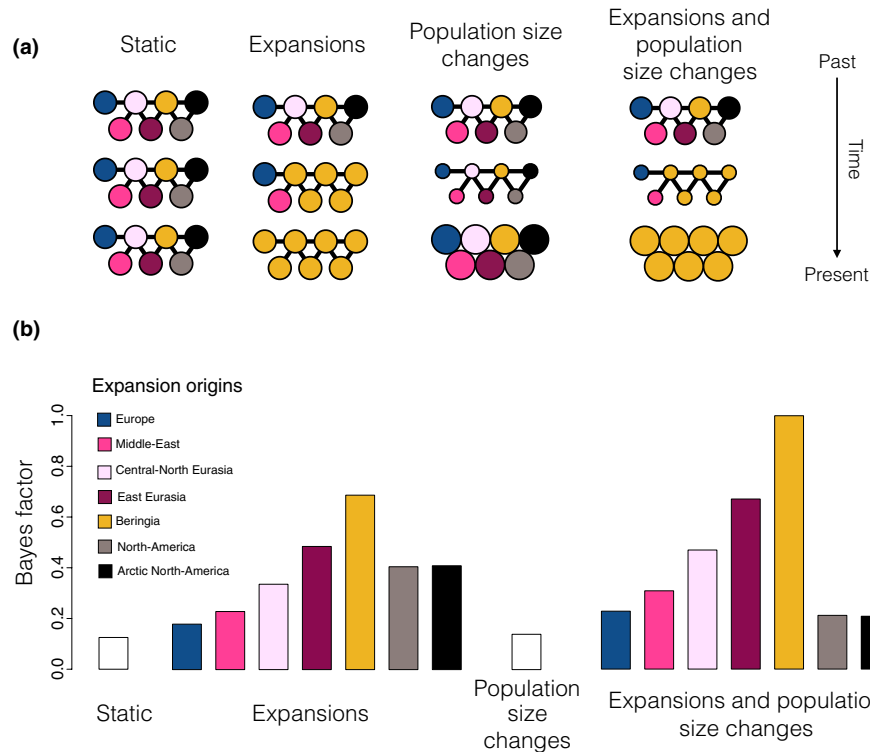 (a)
Static
Expansions
Population size
changes
Expansions and
population
size changes
Past
Time
Present
(b)
Expansion origins
Europe
Middle-East
Central-North Eurasia
East Eurasia
Beringia
North-America
Arctic North-America
Bayes factor
1.0
0.8
0.6
0.4
0.2
0.0
Static
Expansions
Population
size
changes
Expansions and populatio
size changes